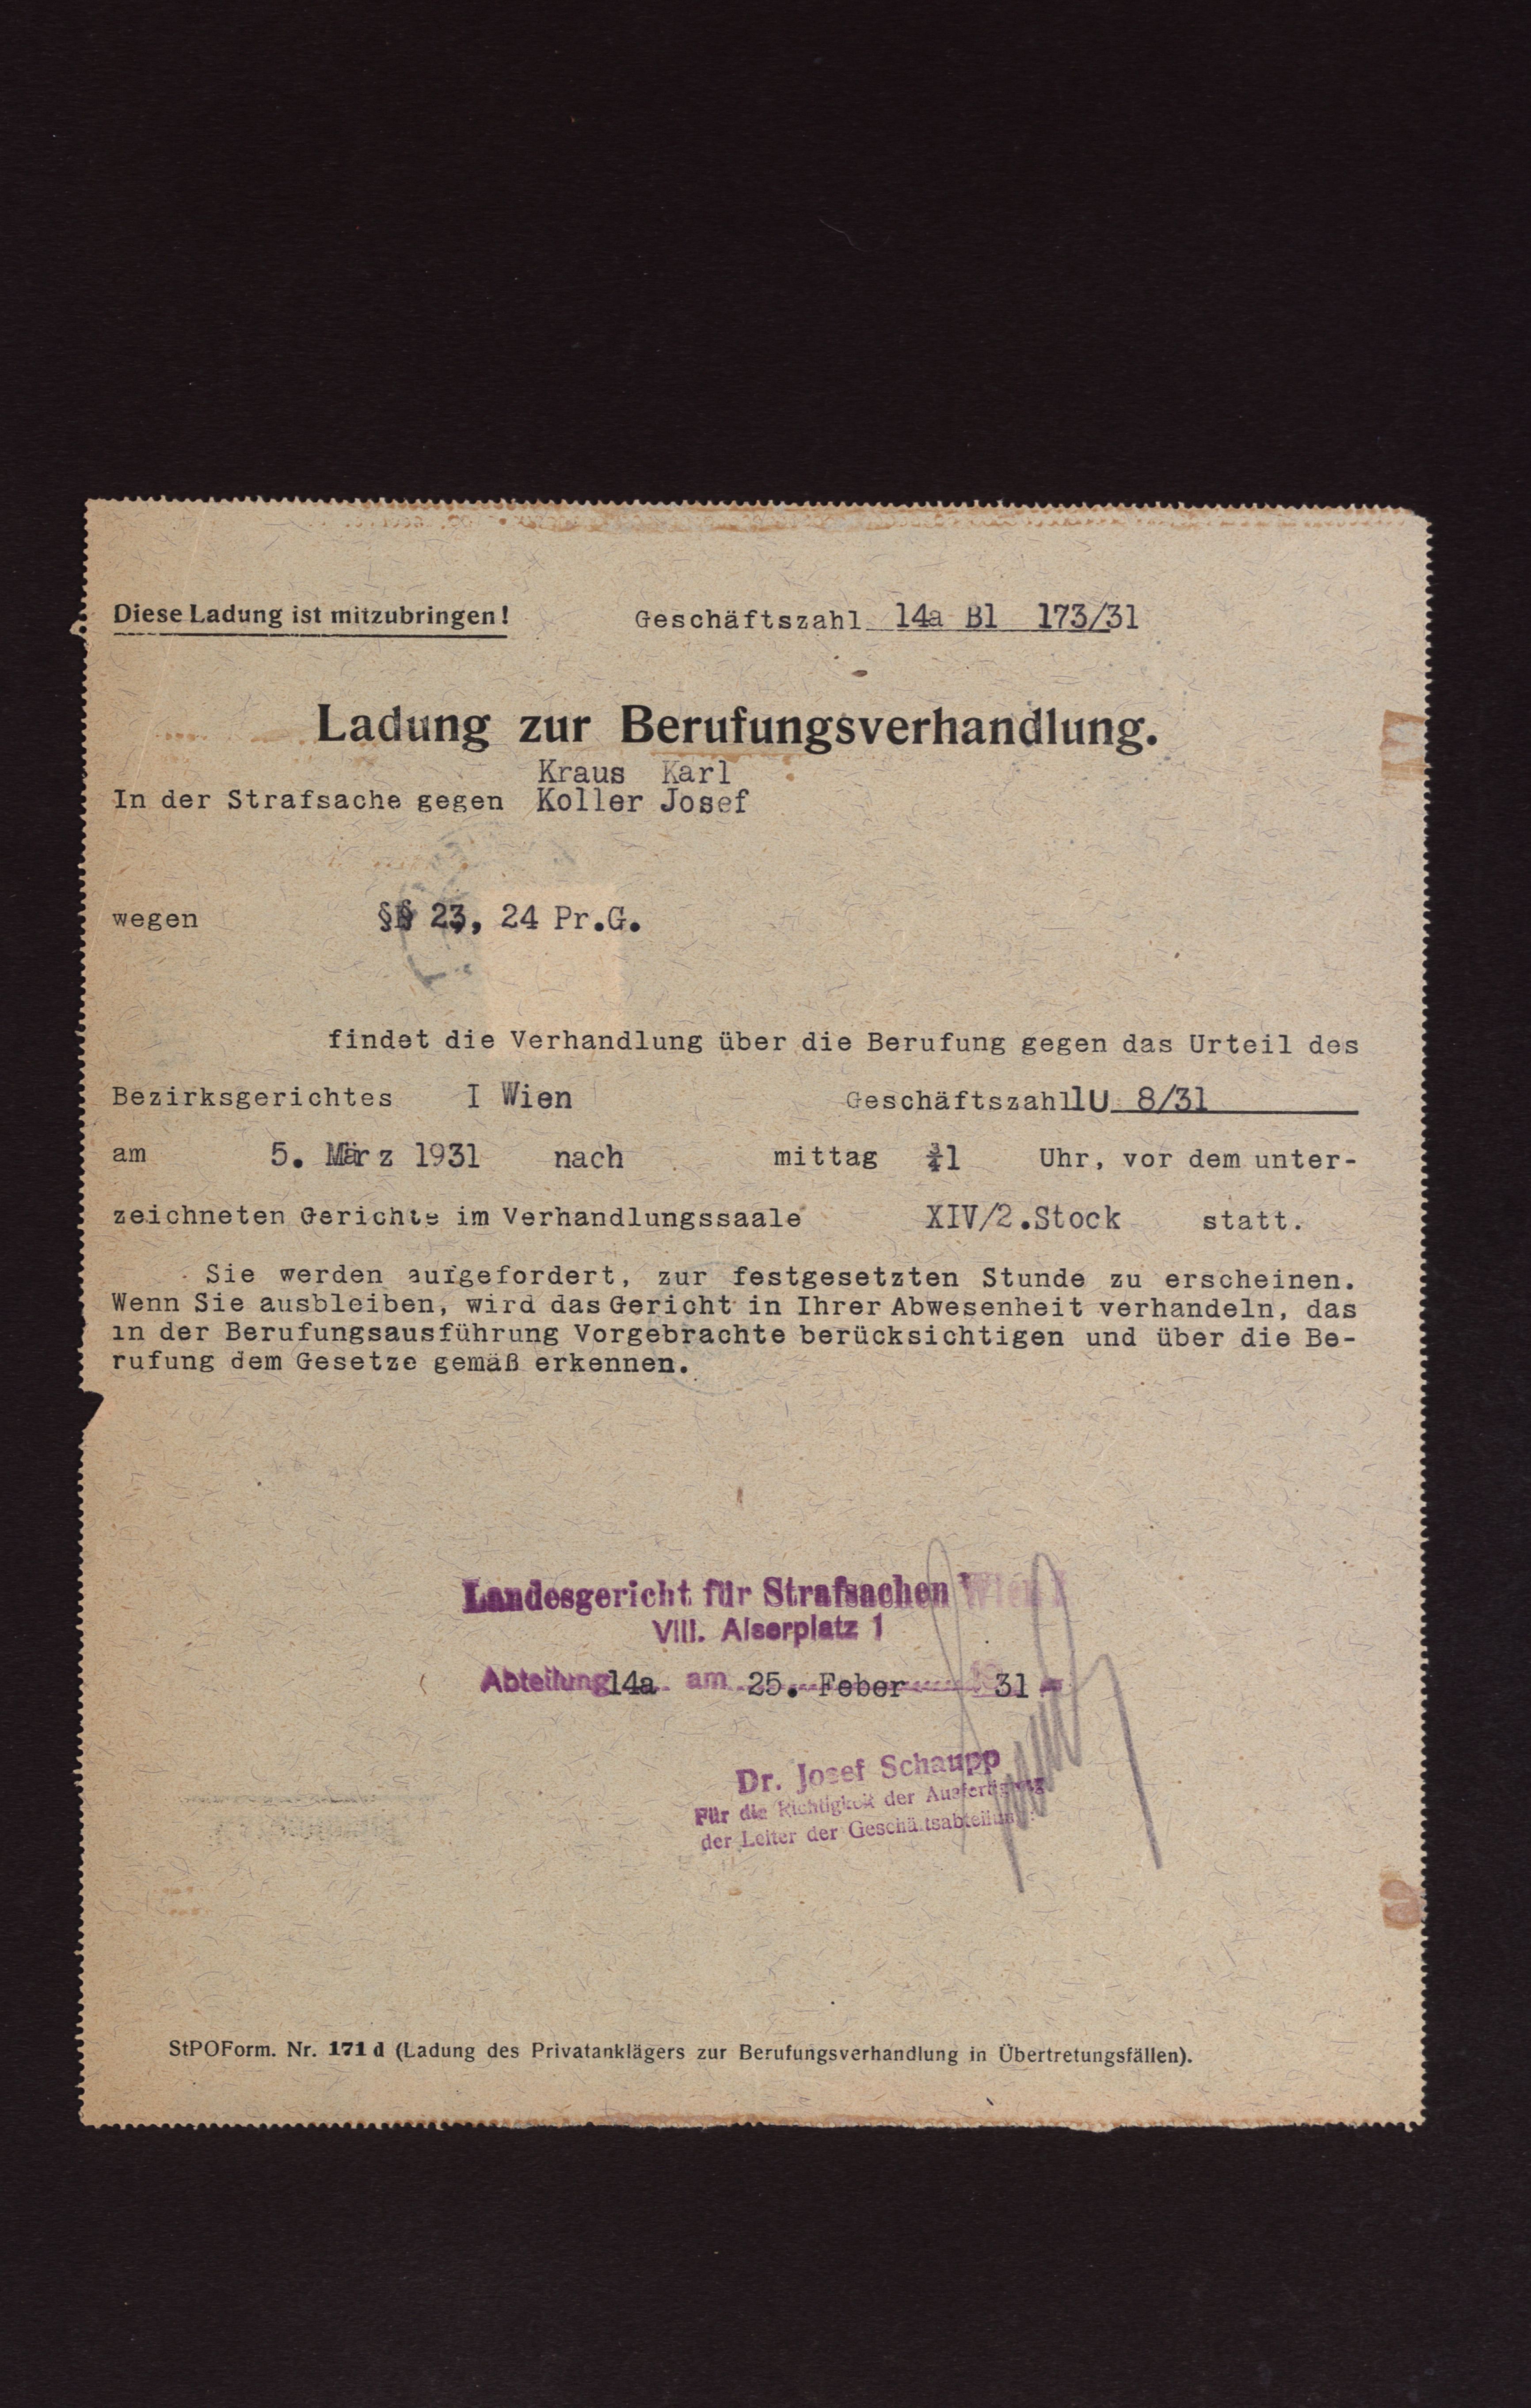 Diese Ladung ist mitzubringen!
Geschäftszahl 14a Bl 173/31
Ladung zur Berufungsverhandlung.
Kraus Karl
In der Strafsache gegen Koller Josef
wegen §§ 23, 24 Pr.G.
findet die Verhandlung über die Berufung gegen das Urteil des
Bezirksgerichtes I Wien Geschäftszahl 1U 8/31
am 5. März 1931 nach mittag ¾1 Uhr, vor dem unter-
zeichneten Gerichte im Verhandlungssaale XIV/2.Stock statt.
Sie werden aufgefordert, zur festgesetzten Stunde zu erscheinen.
Wenn Sie ausbleiben, wird das Gericht in Ihrer Abwesenheit verhandeln, das
in der Berufungsausführung Vorgebrachte berücksichtigen und über die Be-
rufung dem Gesetze gemäß erkennen.
Landesgericht für Strafsachen Wien I
VIII. Alserplatz 1
Abteilung 14a am 25. Feber 1931
Dr. Josef Schaupp
Für die Richtigkeit der Ausfertigung
der Leiter der Geschäftsabteilung:
StPOForm. Nr. 171 d (Ladung des Privatanklägers zur Berufungsverhandlung in Übertretungsfällen).